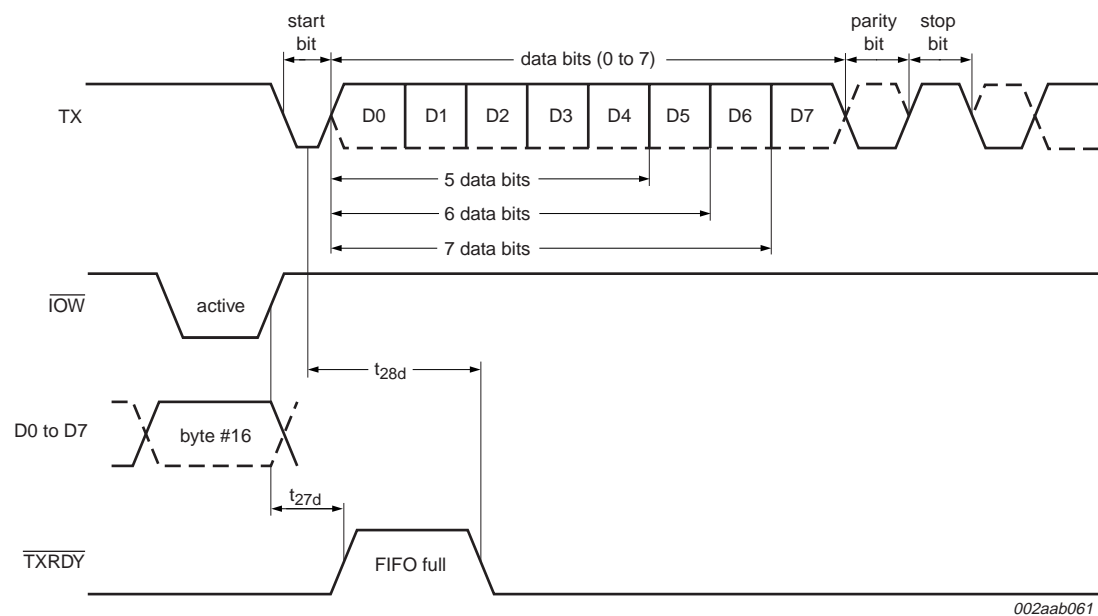 start bit
data bits (0 to 7)
parity bit
stop bit
TX
D0 D1 D2 D3 D4 D5 D6 D7
5 data bits
6 data bits
7 data bits
IOW
active
t28d
D0 to D7
byte #16
t27d
TXRDY
FIFO full
002aab061